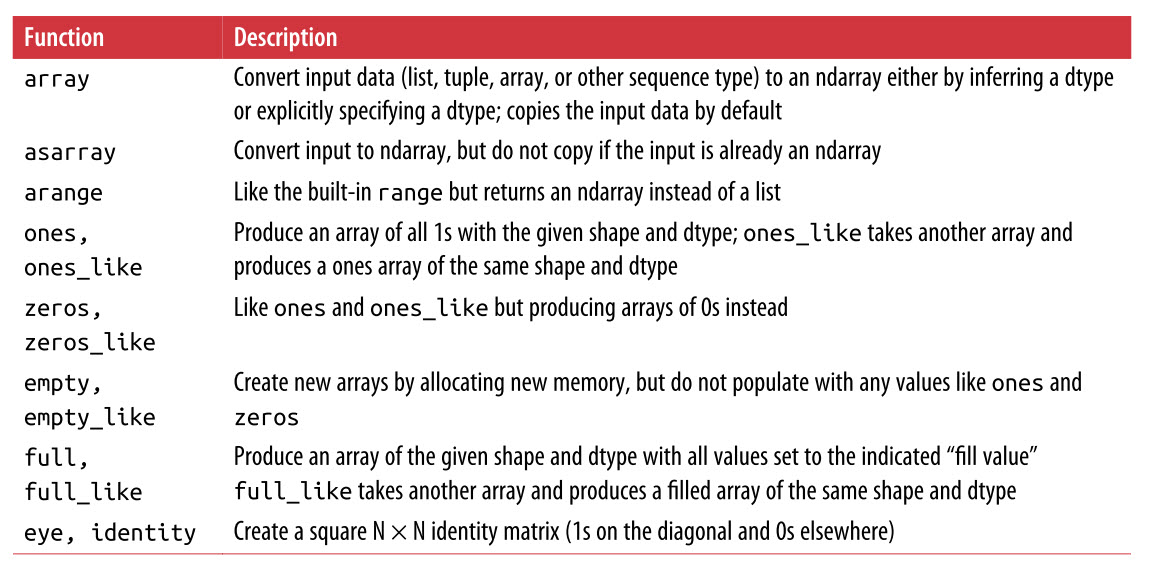 Function Description
array Convert input data (list, tuple, array, or other sequence type) to an ndarray either by inferring a dtype
or explicitly specifying a dtype; copies the input data by default
asarray Convert input to ndarray, but do not copy if the input is already an ndarray
arange Like the built-in range but returns an ndarray instead of a list
ones, Produce an array of all 1s with the given shape and dtype; ones_like takes another array and
ones_like produces a ones array of the same shape and dtype
zeros, Like ones and ones_like but producing arrays of 0s instead
zeros_like
empty, Create new arrays by allocating new memory, but do not populate with any values like ones and
empty_like zeros
full, Produce an array of the given shape and dtype with all values set to the indicated “fill value”
full_like full_like takes another array and produces a filled array of the same shape and dtype
eye, identity Create a square N × N identity matrix (1s on the diagonal and 0s elsewhere)